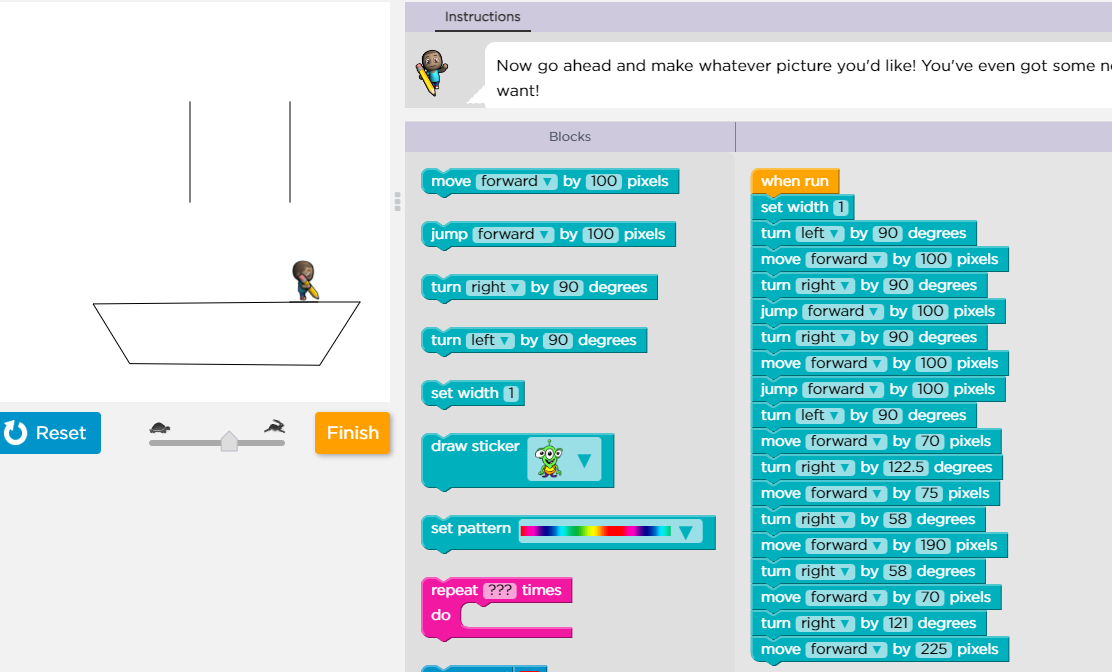 Instructions
Now go ahead and make whatever picture you'd like! You've even got some
want!
Blocks
move forward ▼ by 100 pixels
jump forward ▼ by 100 pixels
turn right ▼ by 90 degrees
turn left ▼ by 90 degrees
set width 1
draw sticker
set pattern
repeat ??? times
do
when run
set width 1
turn left ▼ by 90 degrees
move forward ▼ by 100 pixels
turn right ▼ by 90 degrees
jump forward ▼ by 100 pixels
turn right ▼ by 90 degrees
move forward ▼ by 100 pixels
jump forward ▼ by 100 pixels
turn left ▼ by 90 degrees
move forward ▼ by 70 pixels
turn right ▼ by 122.5 degrees
move forward ▼ by 75 pixels
turn right ▼ by 58 degrees
move forward ▼ by 190 pixels
turn right ▼ by 58 degrees
move forward ▼ by 70 pixels
turn right ▼ by 121 degrees
move forward ▼ by 225 pixels
Reset
Finish